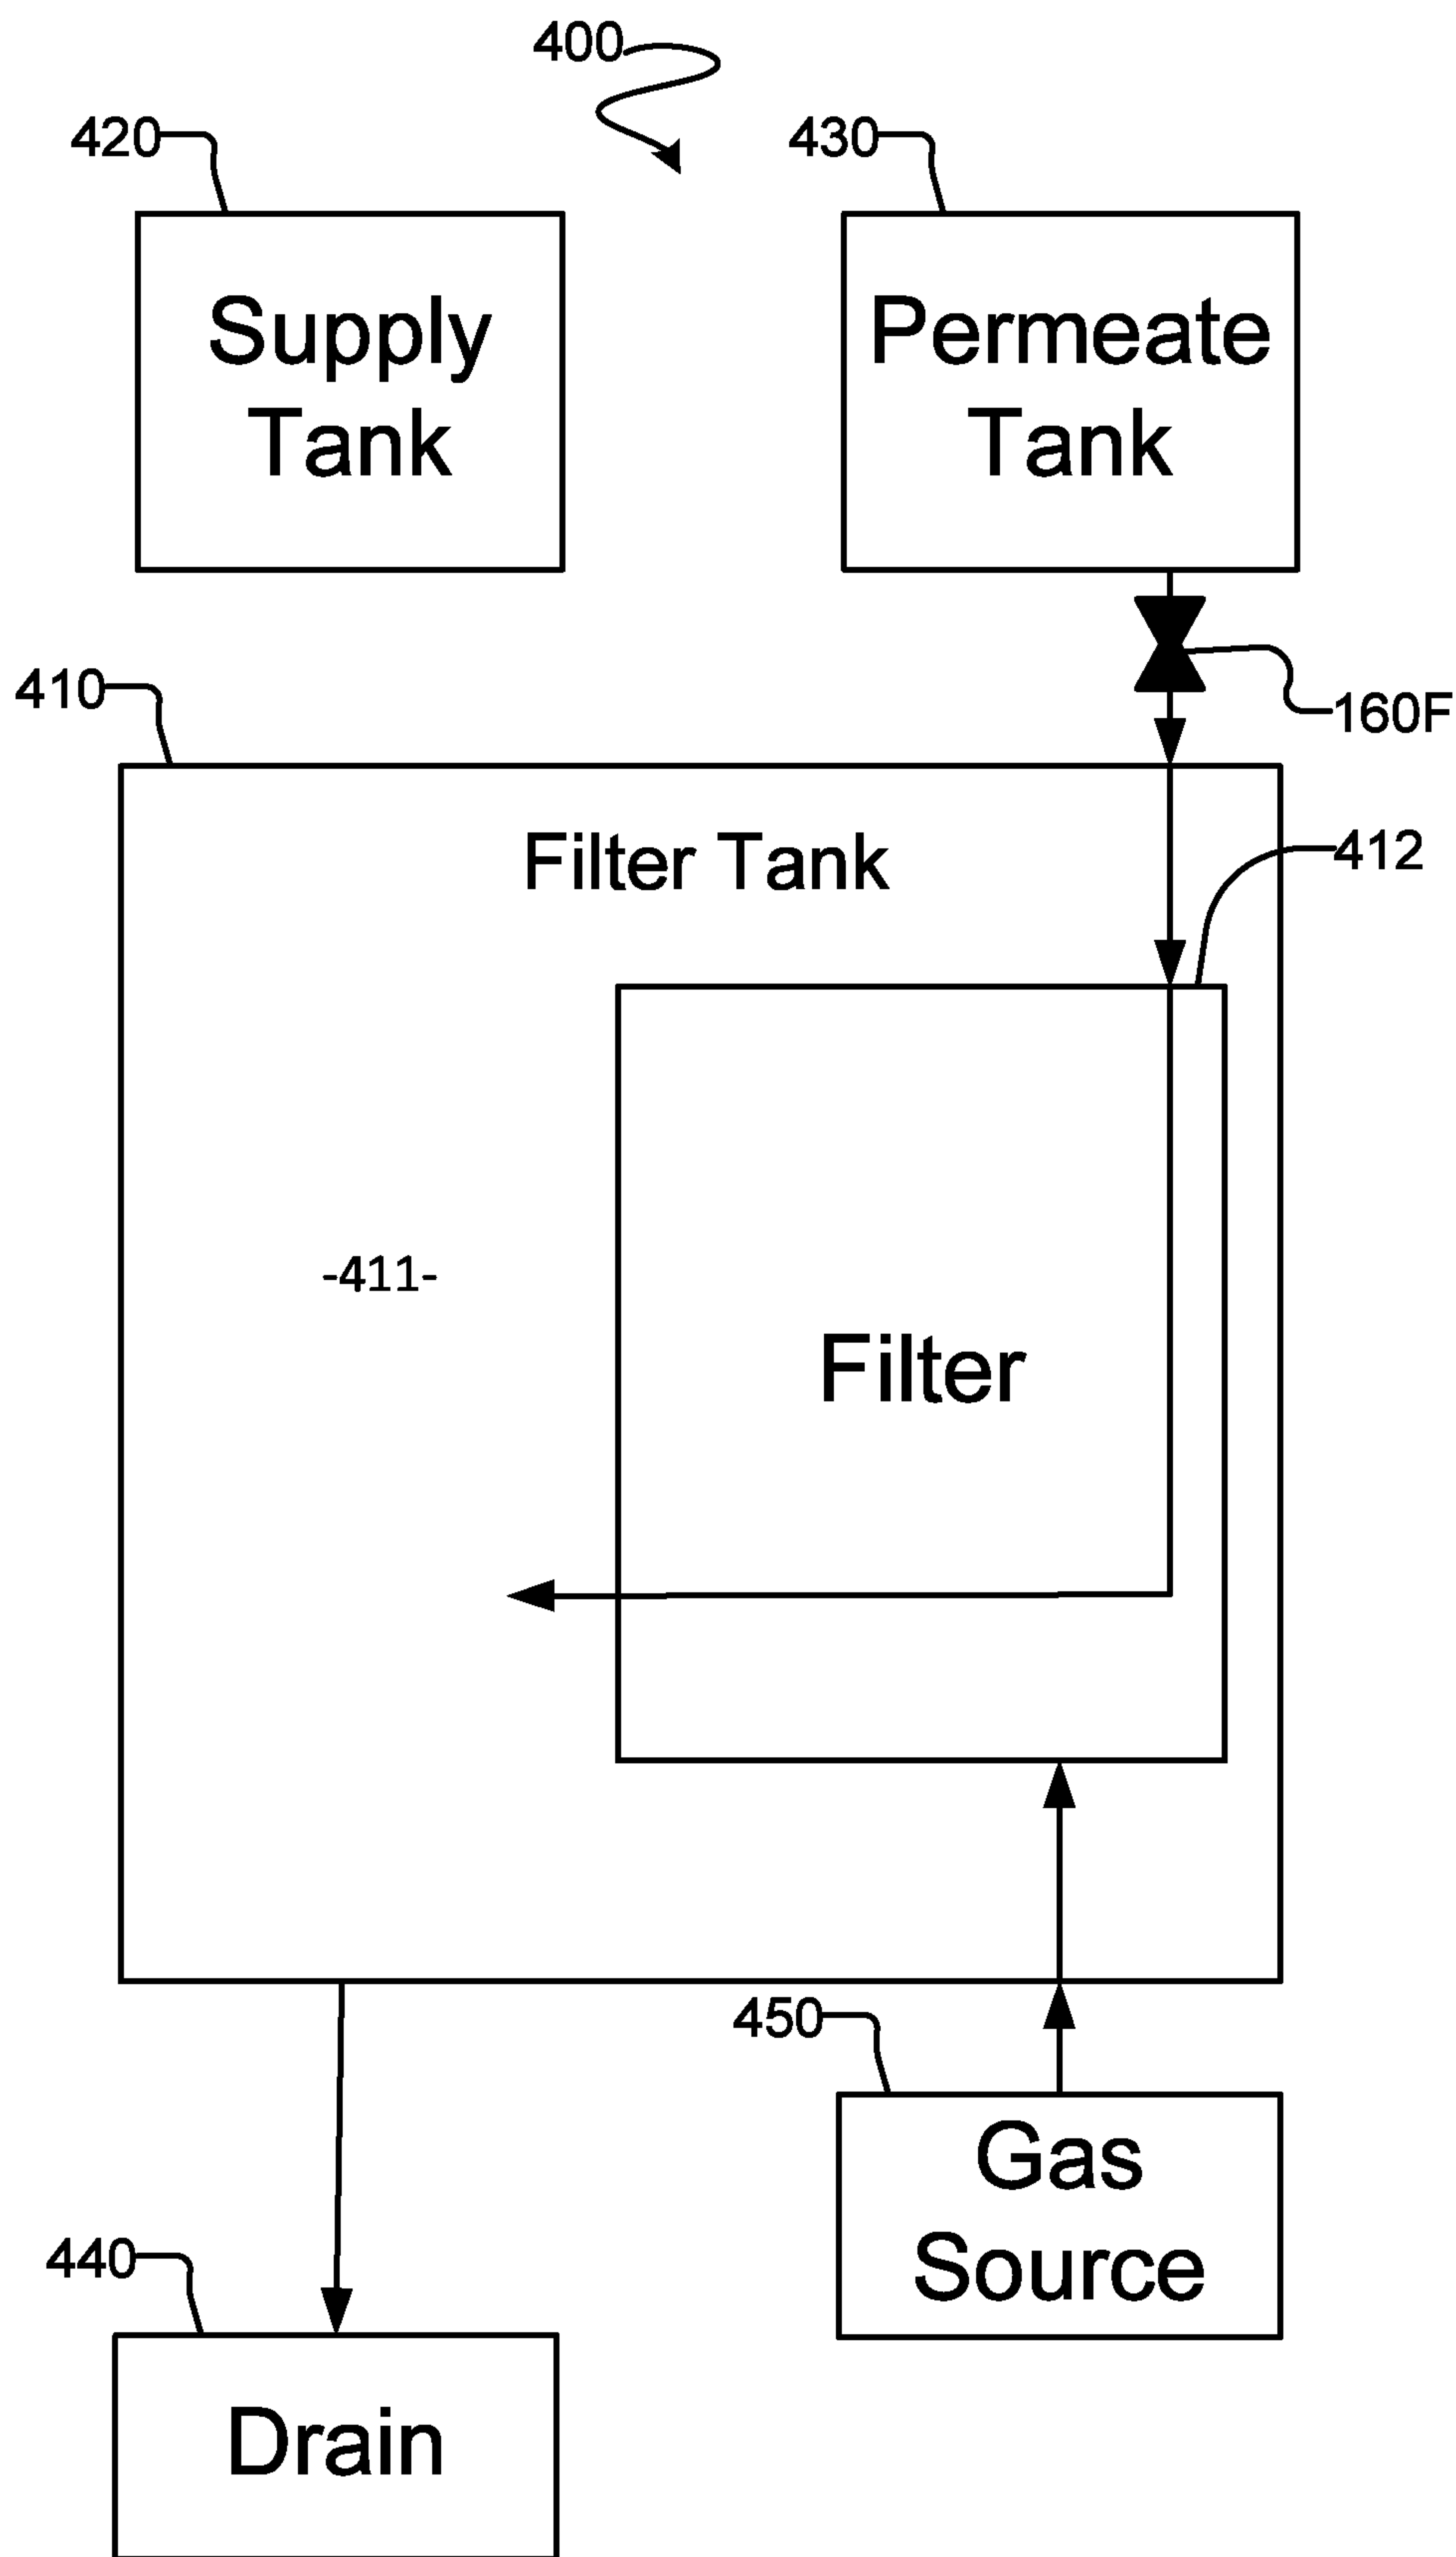 400
420
430
Supply
Tank
Permeate
Tank
410
160F
Filter Tank
412
-411-
Filter
450
Gas
Source
440
Drain